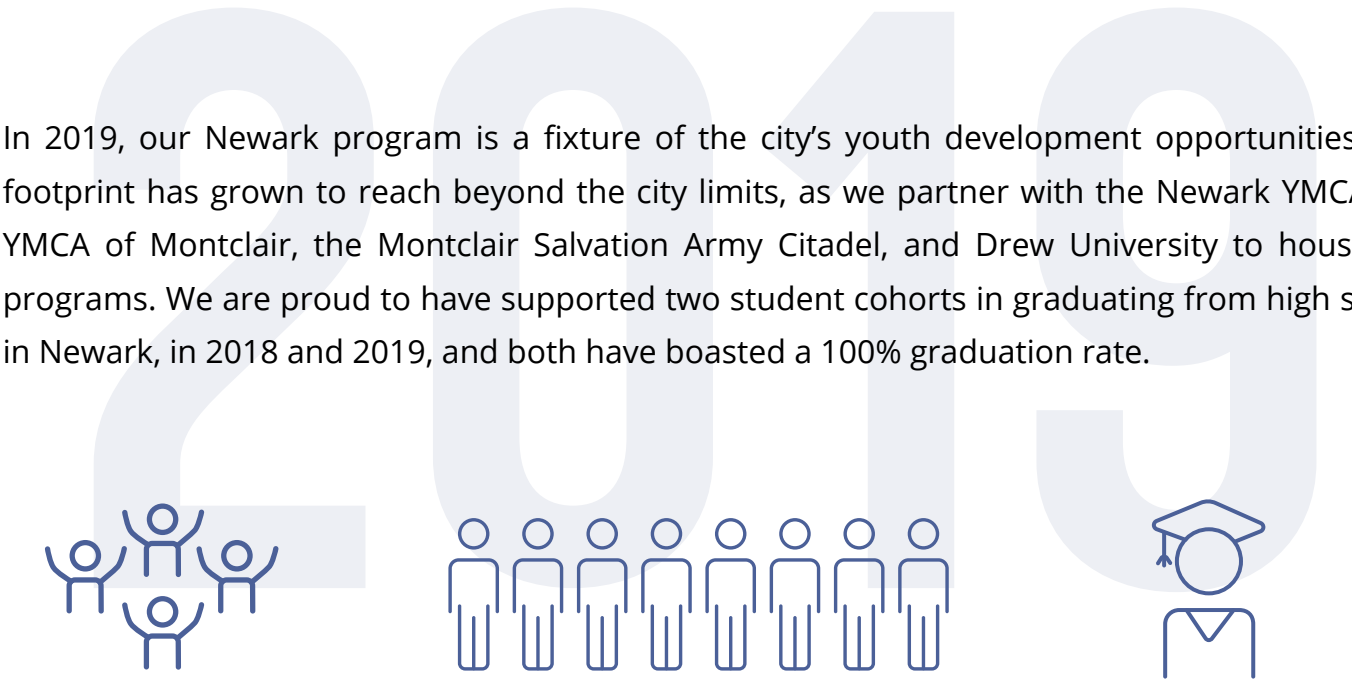 2019
In 2019, our Newark program is a fixture of the city’s youth development opportunities
footprint has grown to reach beyond the city limits, as we partner with the Newark YMCA
YMCA of Montclair, the Montclair Salvation Army Citadel, and Drew University to hous
programs. We are proud to have supported two student cohorts in graduating from high s
in Newark, in 2018 and 2019, and both have boasted a 100% graduation rate.